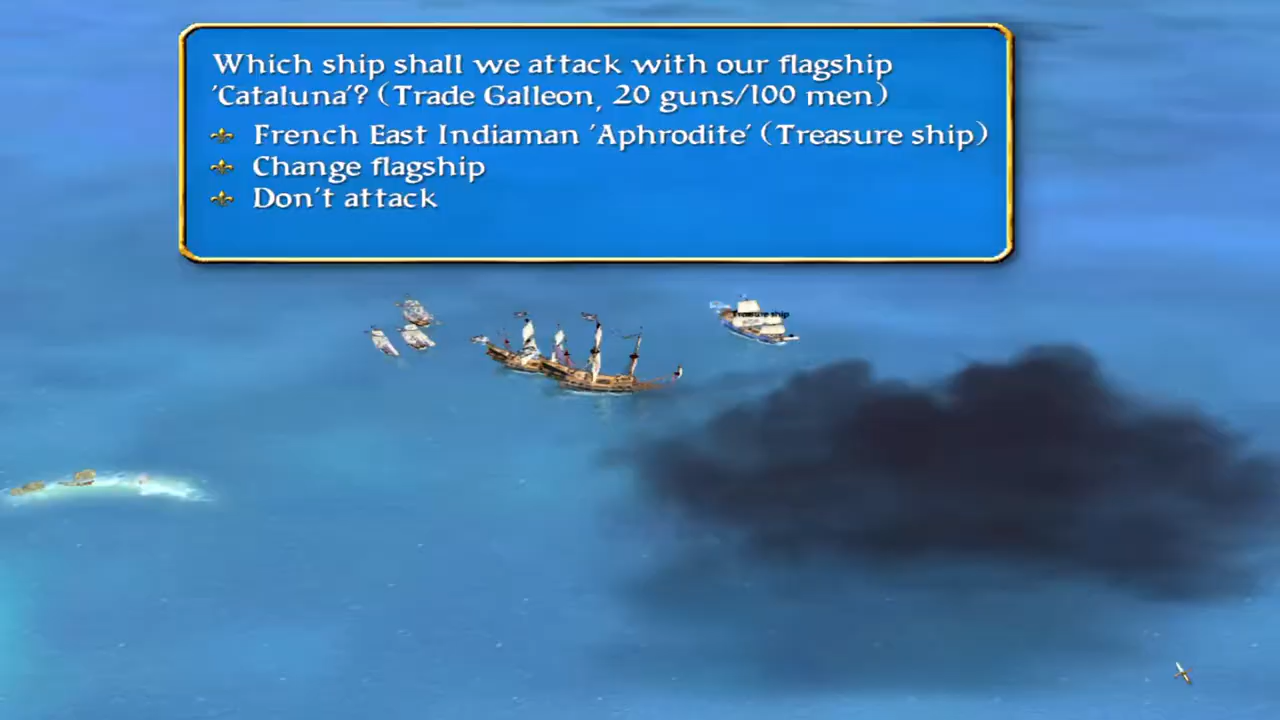 Which ship shall we attack with our flagship
'Cataluna'? (Trade Galleon, 20 guns/100 men)
French East Indiaman 'Aphrodite' (Treasure ship)
Change flagship
Don't attack
Treasure ship